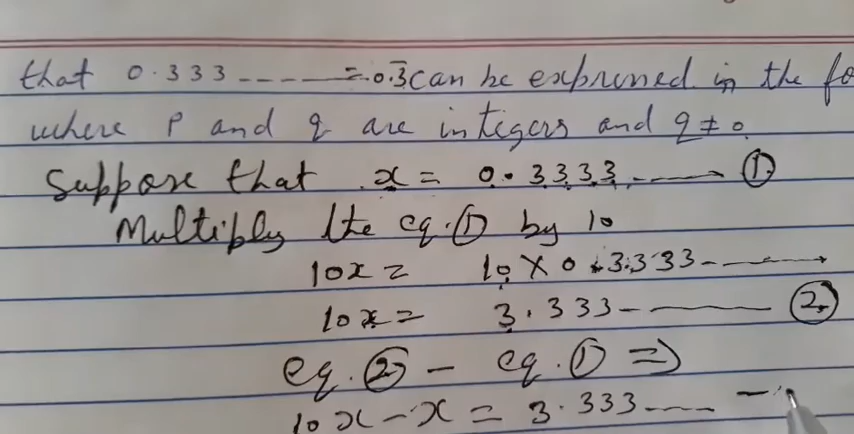 that 0.333 ---- = 0.3̅ can be expressed in the fo
where P and q are integers and q ≠ 0.
Suppose that x = 0.3333 ---- → ①
Multiply the eq.① by 10
10x = 10 × 0.3333 ---- →
10x = 3.333 ---- ②
eq.② - eq.① ⇒
10x - x = 3.333 ---- -